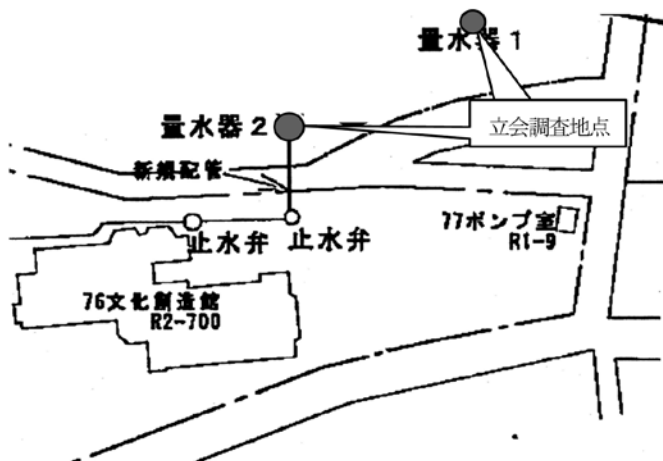 量水器1
立会調査地点
量水器2
新規配管
止水弁
止水弁
77ポンプ室
R1-9
76文化創造館
R2-700